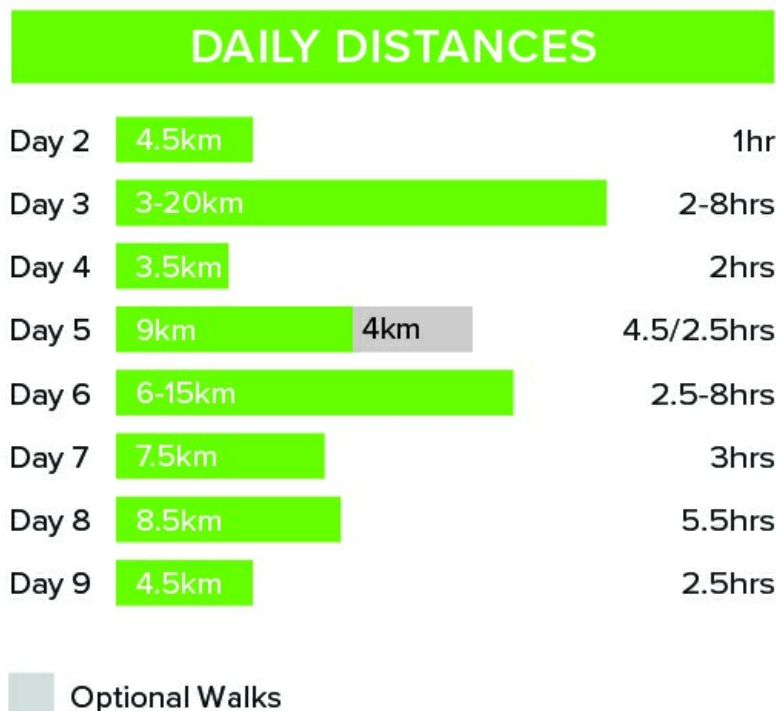 DAILY DISTANCES
Day 2 4.5km 1hr
Day 3 3-20km 2-8hrs
Day 4 3.5km 2hrs
Day 5 9km 4km 4.5/2.5hrs
Day 6 6-15km 2.5-8hrs
Day 7 7.5km 3hrs
Day 8 8.5km 5.5hrs
Day 9 4.5km 2.5hrs
Optional Walks